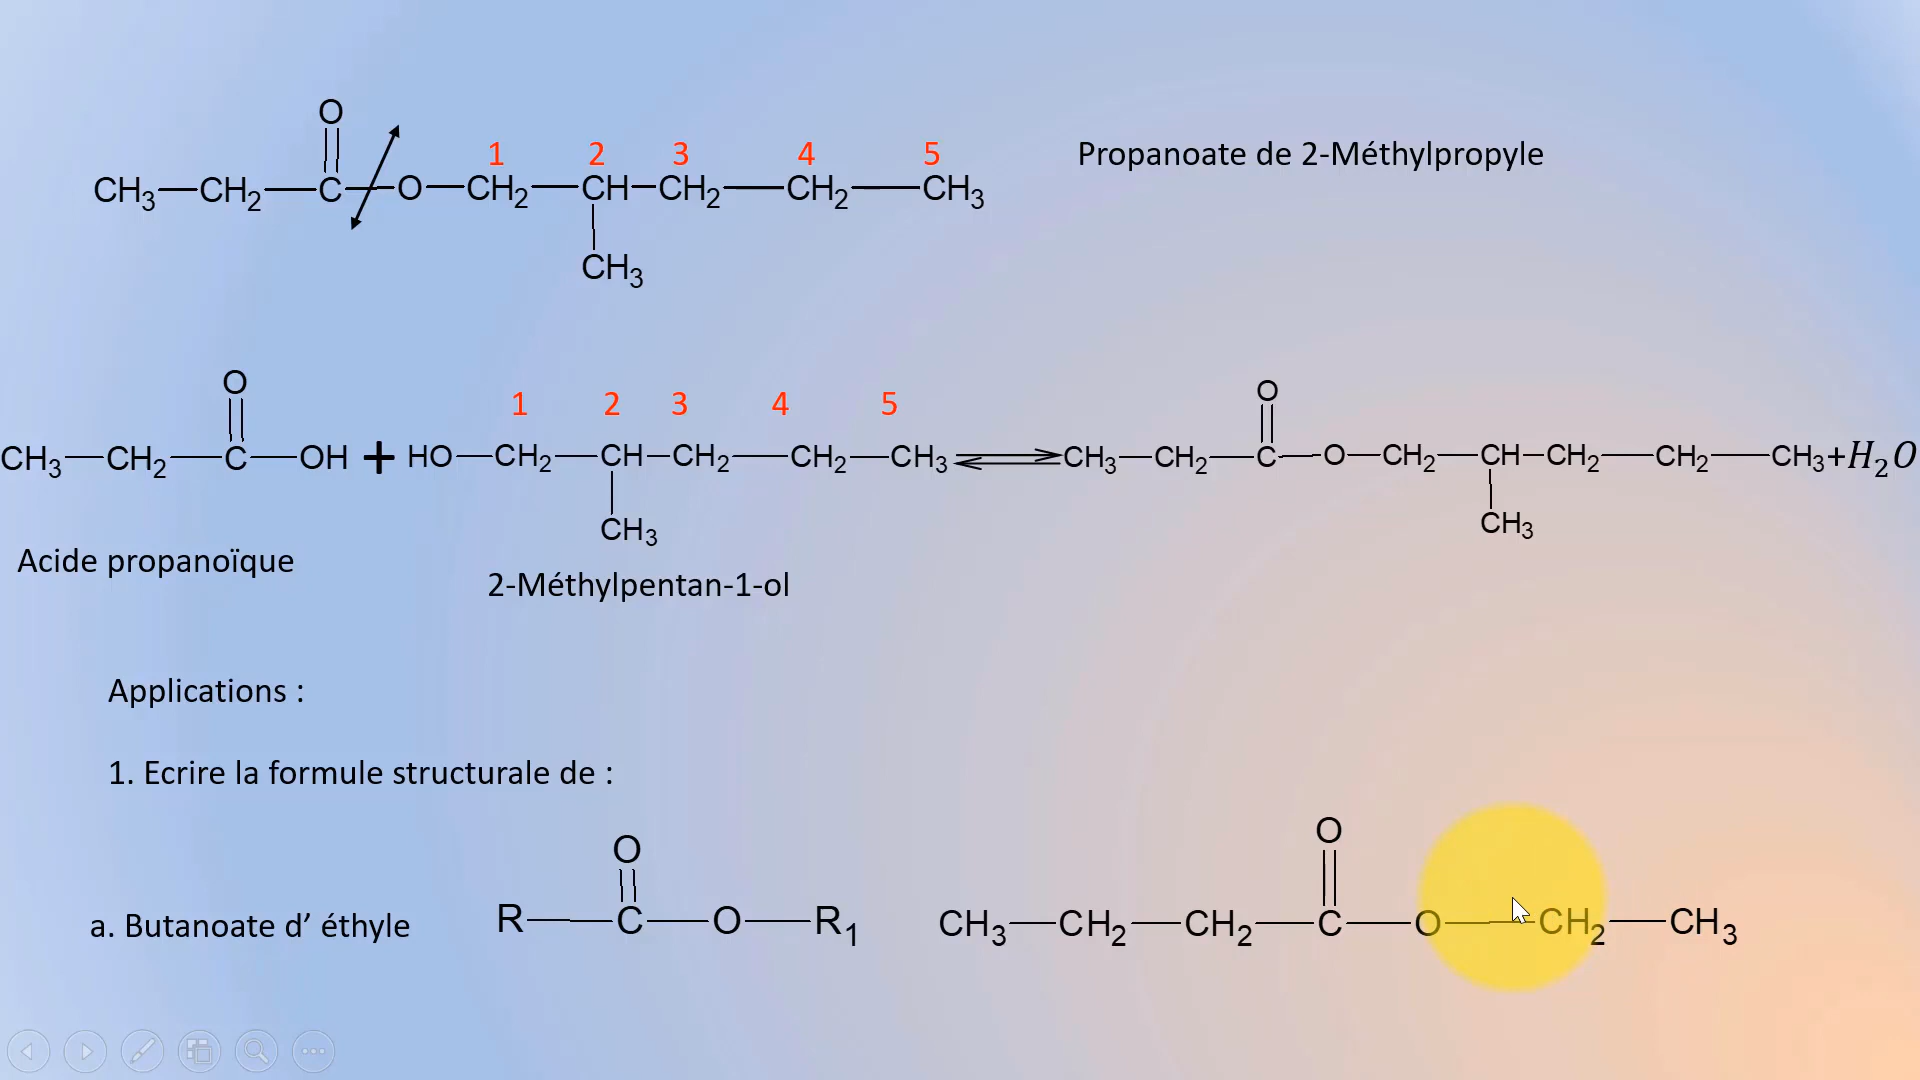 O
1 2 3 4 5
CH3 CH2 C O CH2 CH CH2 CH2 CH3
CH3
Propanoate de 2-Méthylpropyle
O
1 2 3 4 5
O
CH3 CH2 C OH + HO CH2 CH CH2 CH2 CH3 CH3 CH2 C O CH2 CH CH2 CH2 CH3+H2O
CH3
CH3
Acide propanoïque
2-Méthylpentan-1-ol
Applications :
1. Ecrire la formule structurale de :
O
O
a. Butanoate d’ éthyle
R C O R1
CH3 CH2 CH2 C O CH2 CH3